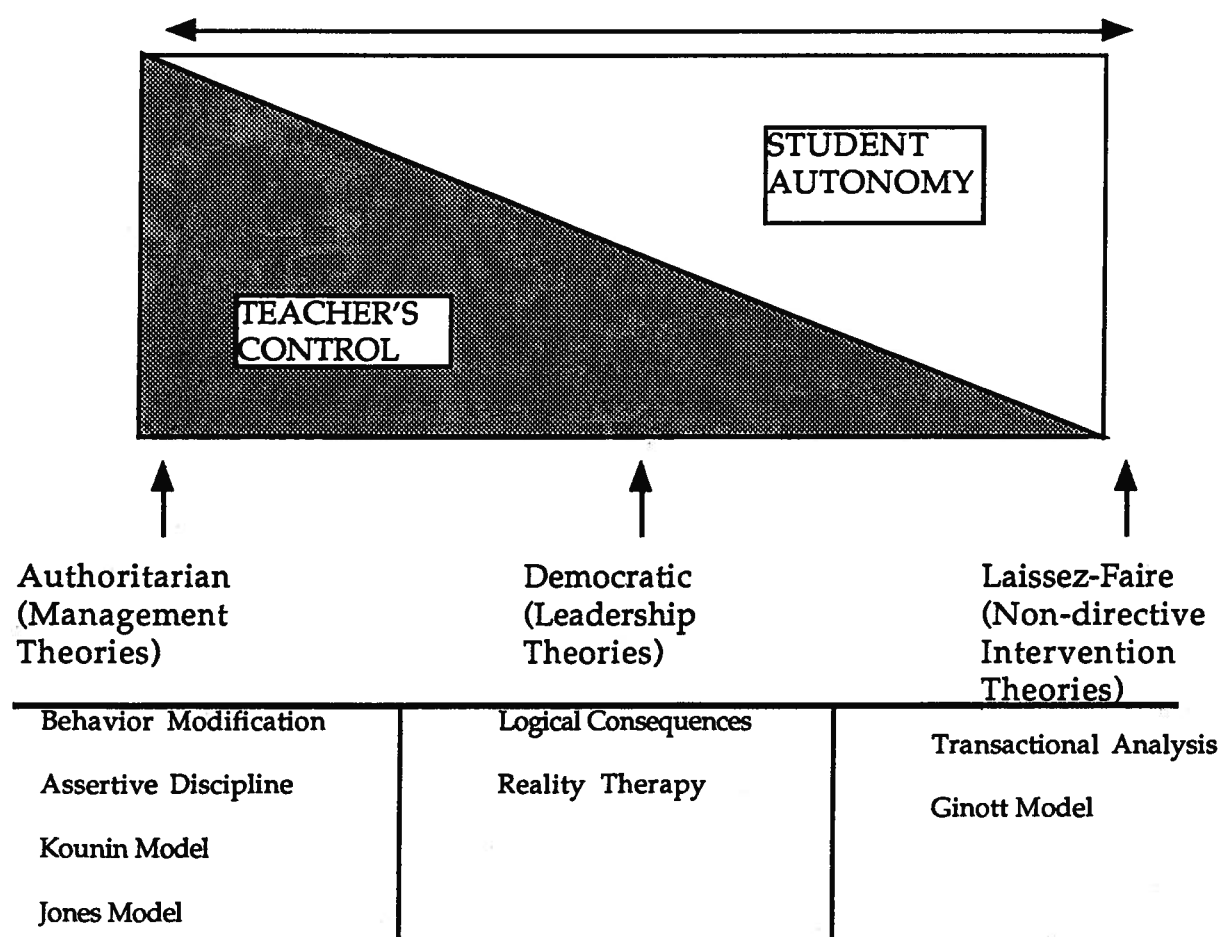 STUDENT
AUTONOMY
TEACHER'S
CONTROL
Authoritarian
(Management
Theories)
Democratic
(Leadership
Theories)
Laissez-Faire
(Non-directive
Intervention
Theories)
Behavior Modification
Assertive Discipline
Kounin Model
Jones Model
Logical Consequences
Reality Therapy
Transactional Analysis
Ginott Model